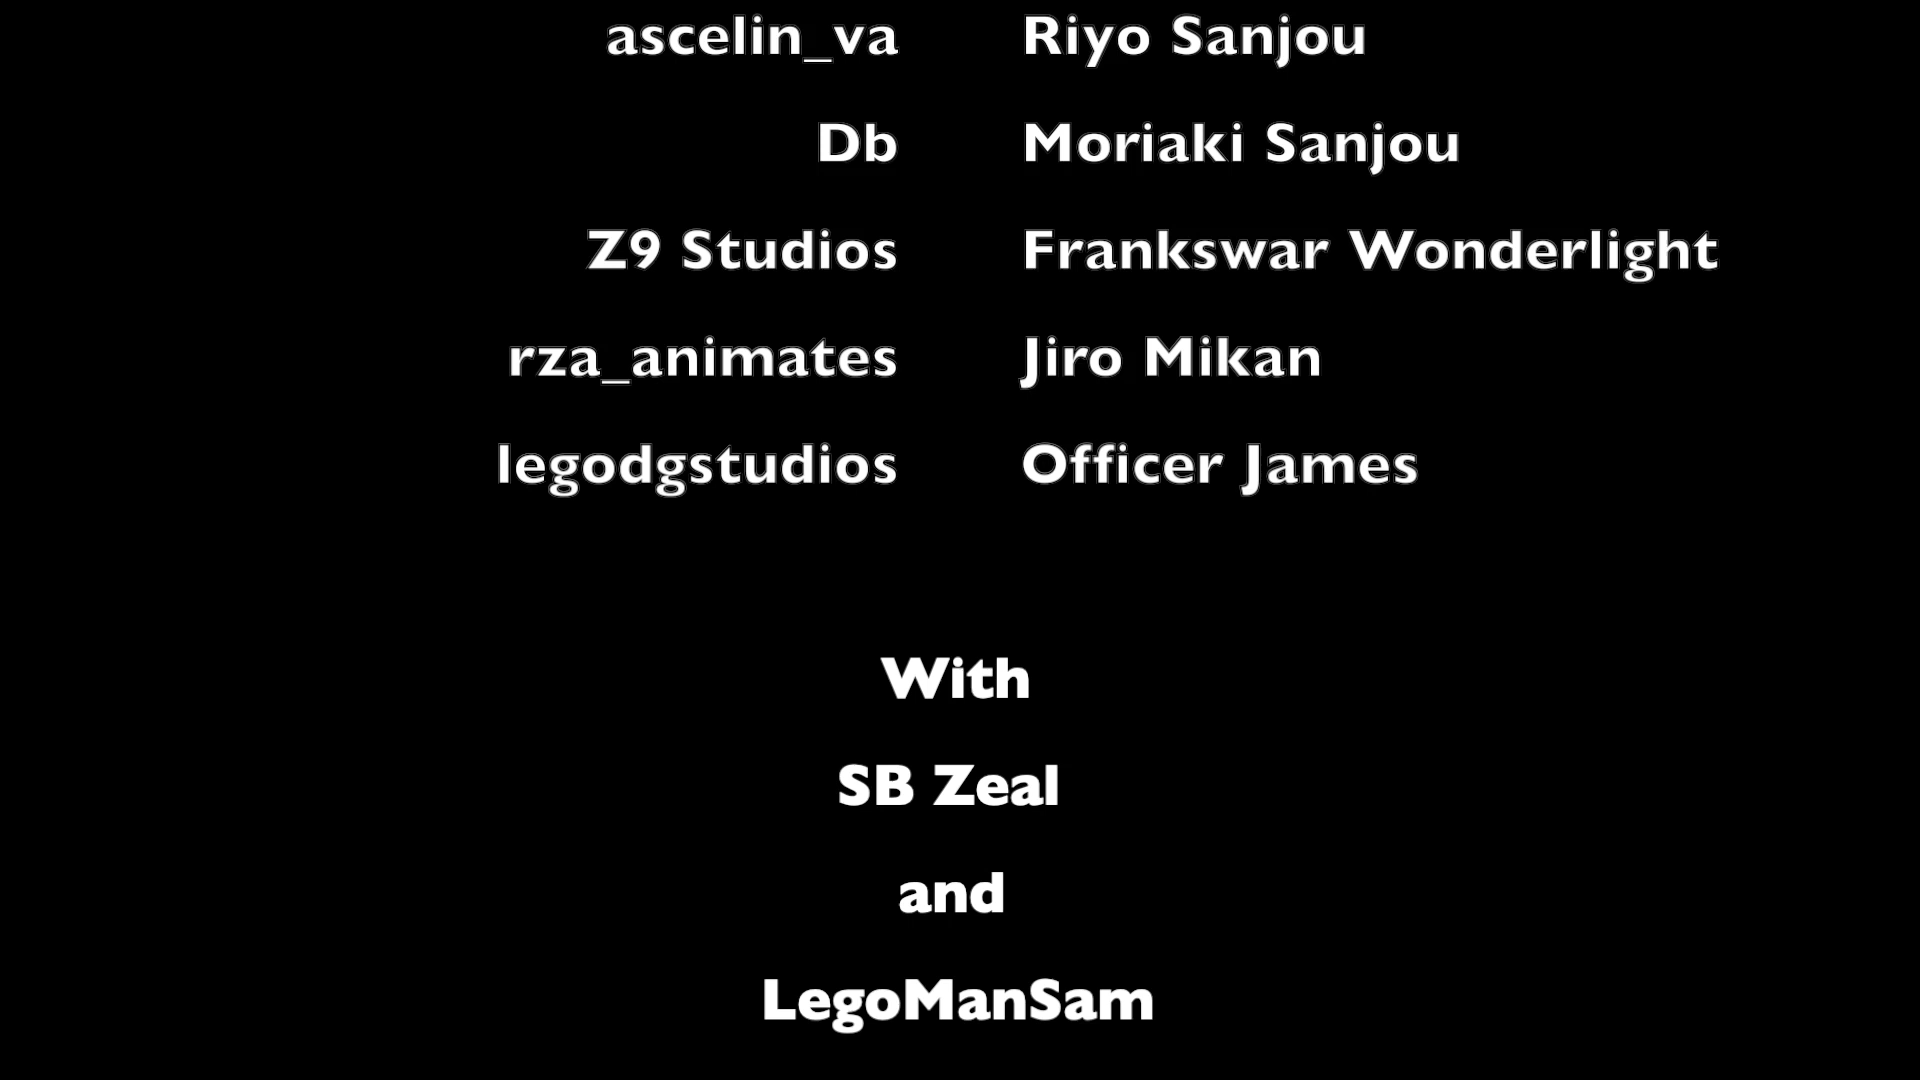 ascelin_va Riyo Sanjou
Db Moriaki Sanjou
Z9 Studios Frankswar Wonderlight
rza_animates Jiro Mikan
legodgstudios Officer James
With
SB Zeal
and
LegoManSam